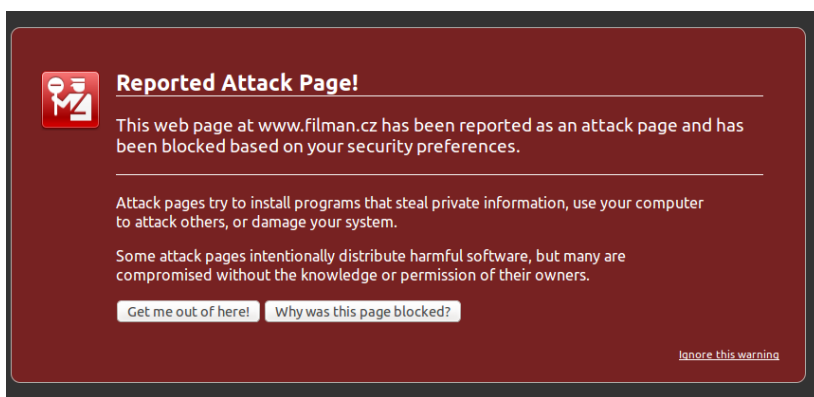 Reported Attack Page!
This web page at www.filman.cz has been reported as an attack page and has
been blocked based on your security preferences.
Attack pages try to install programs that steal private information, use your computer
to attack others, or damage your system.
Some attack pages intentionally distribute harmful software, but many are
compromised without the knowledge or permission of their owners.
Get me out of here! Why was this page blocked?
Ignore this warning